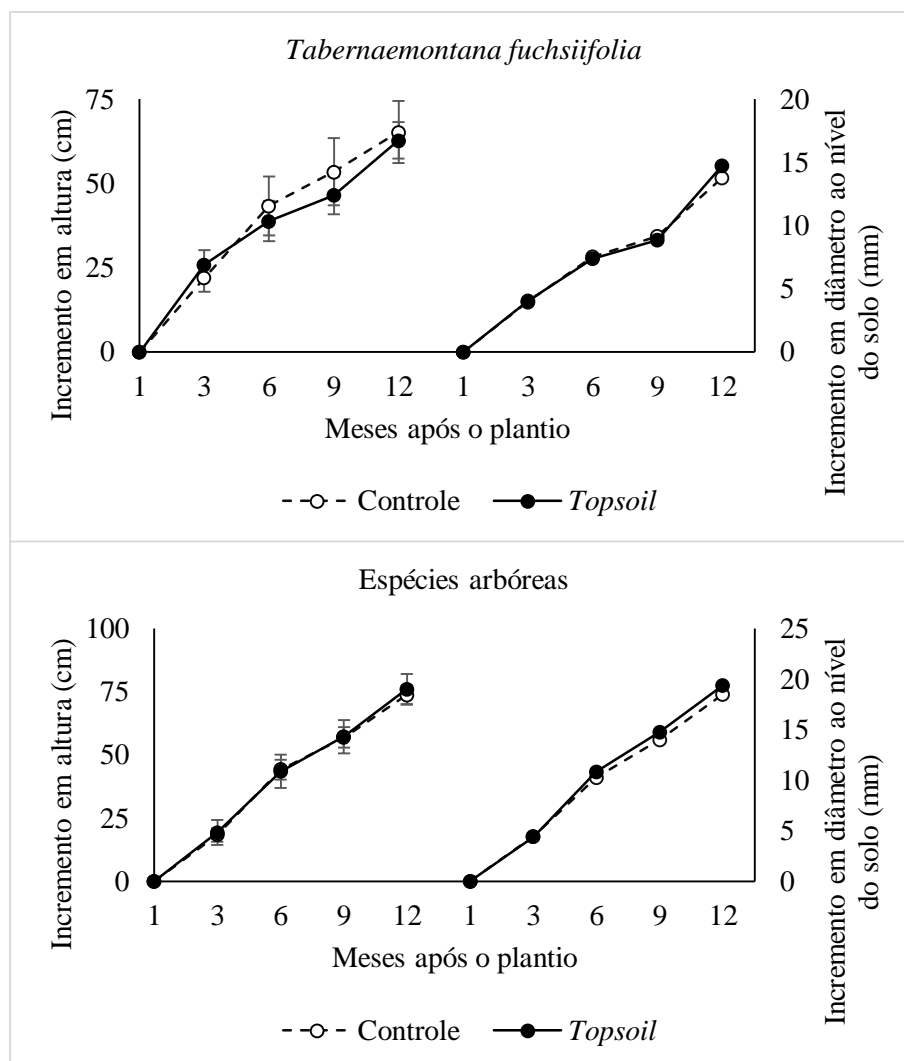 Tabernaemontana fuchsiifolia
Incremento em altura (cm)
75
50
25
0
1 3 6 9 12 1 3 6 9 12
20
15
10
5
0
Incremento em diâmetro ao nível
do solo (mm)
Meses após o plantio
Controle Topsoil
Espécies arbóreas
Incremento em altura (cm)
100
75
50
25
0
1 3 6 9 12 1 3 6 9 12
25
20
15
10
5
0
Incremento em diâmetro ao nível
do solo (mm)
Meses após o plantio
Controle Topsoil